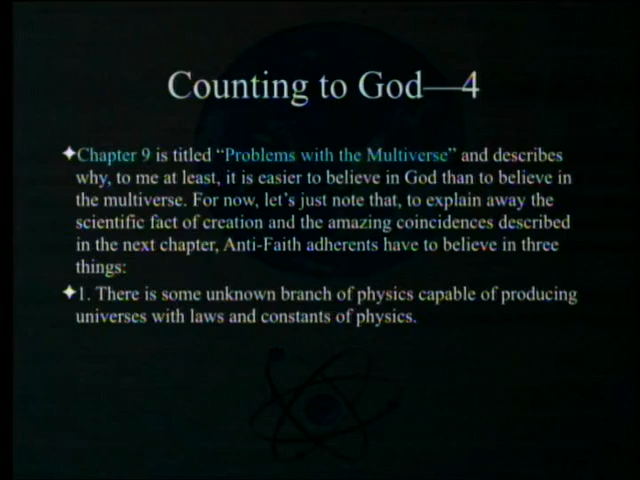 Counting to God—4
✦Chapter 9 is titled “Problems with the Multiverse” and describes
why, to me at least, it is easier to believe in God than to believe in
the multiverse. For now, let’s just note that, to explain away the
scientific fact of creation and the amazing coincidences described
in the next chapter, Anti-Faith adherents have to believe in three
things:
✦1. There is some unknown branch of physics capable of producing
universes with laws and constants of physics.